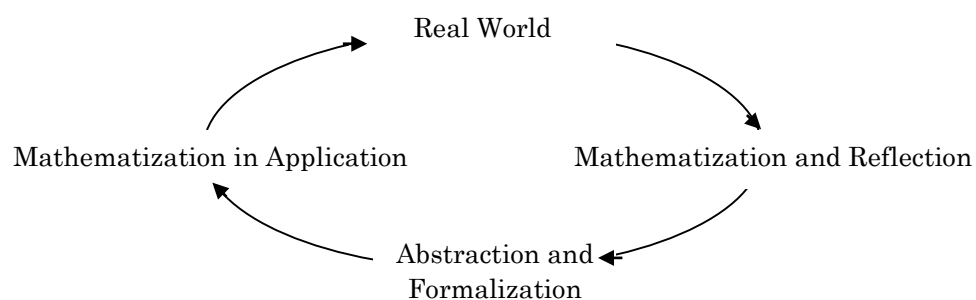 Real World
Mathematization in Application
Mathematization and Reflection
Abstraction and
Formalization